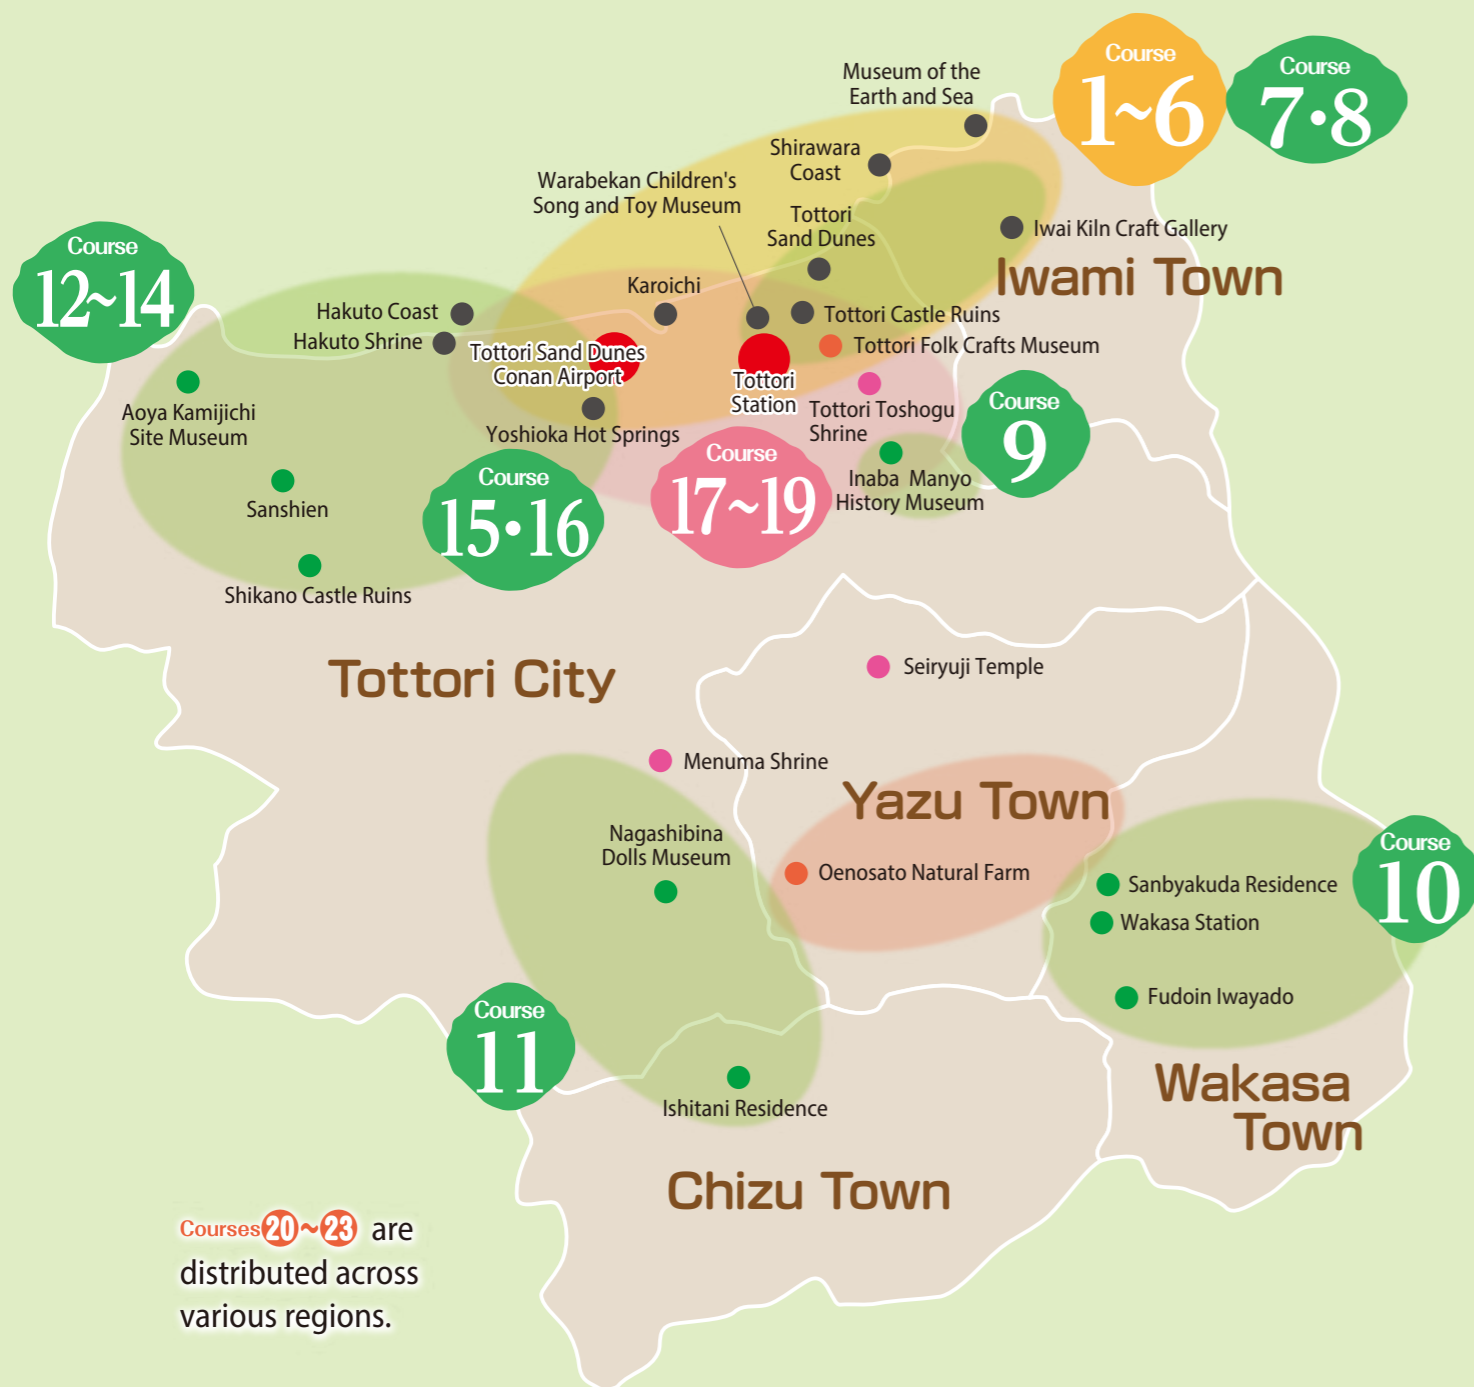 Course
1~6
Course
7・8
Museum of the
Earth and Sea
Shirawara
Coast
Warabekan Children's
Song and Toy Museum
Tottori
Sand Dunes
Iwai Kiln Craft Gallery
Iwami Town
Course
12~14
Hakuto Coast
Karoichi
Tottori Castle Ruins
Hakuto Shrine
Tottori Sand Dunes
Conan Airport
Tottori Folk Crafts Museum
Tottori
Station
Aoya Kamijichi
Site Museum
Yoshioka Hot Springs
Tottori Toshogu
Shrine
Course
9
Course
15・16
Course
17~19
Inaba Manyo
History Museum
Sanshien
Shikano Castle Ruins
Tottori City
Seiryuji Temple
Menuma Shrine
Yazu Town
Nagashibina
Dolls Museum
Oenosato Natural Farm
Sanbyakuda Residence
Wakasa Station
Course
10
Fudoin Iwayado
Course
11
Ishitani Residence
Wakasa
Town
Chizu Town
Courses 20~23 are
distributed across
various regions.